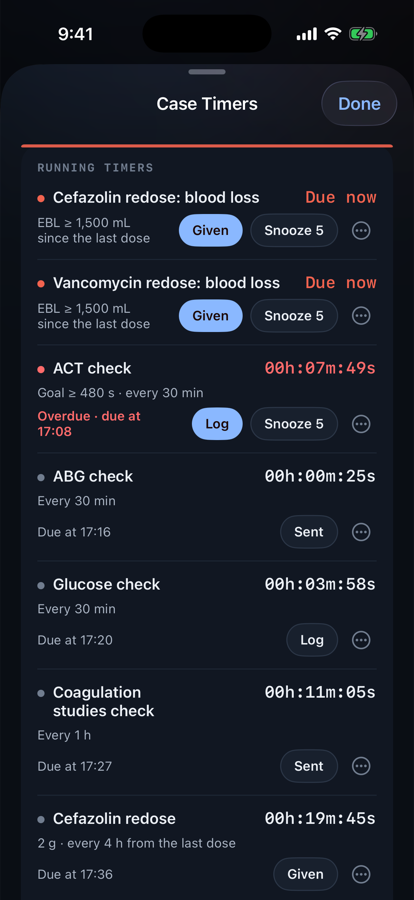 9:41
Case Timers
Done
RUNNING TIMERS
Cefazolin redose: blood loss
Due now
EBL ≥ 1,500 mL
since the last dose
Given
Snooze 5
Vancomycin redose: blood loss
Due now
EBL ≥ 1,500 mL
since the last dose
Given
Snooze 5
ACT check
00h:07m:49s
Goal ≥ 480 s · every 30 min
Overdue · due at
17:08
Log
Snooze 5
ABG check
00h:00m:25s
Every 30 min
Due at 17:16
Sent
Glucose check
00h:03m:58s
Every 30 min
Due at 17:20
Log
Coagulation
studies check
00h:11m:05s
Every 1 h
Due at 17:27
Sent
Cefazolin redose
00h:19m:45s
2 g · every 4 h from the last dose
Due at 17:36
Given